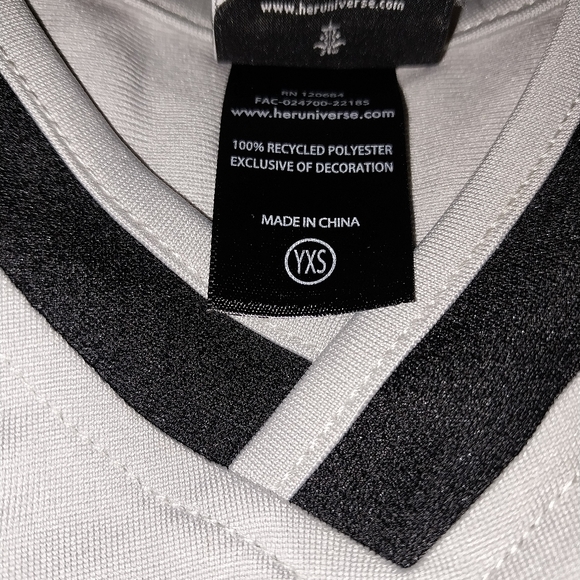 www.heruniverse.com
RN 120684
FAC-024700-22185
www.heruniverse.com
100% RECYCLED POLYESTER
EXCLUSIVE OF DECORATION
MADE IN CHINA
YXS